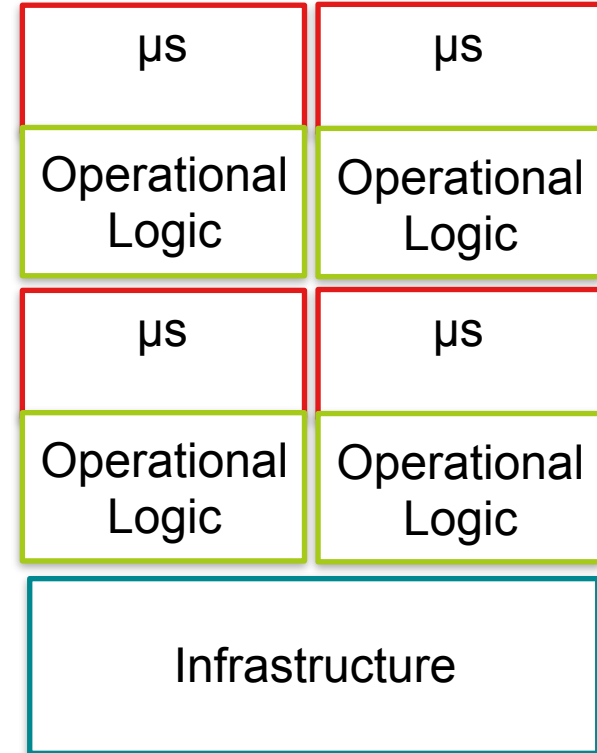 µs
µs
Operational
Logic
Operational
Logic
µs
µs
Operational
Logic
Operational
Logic
Infrastructure